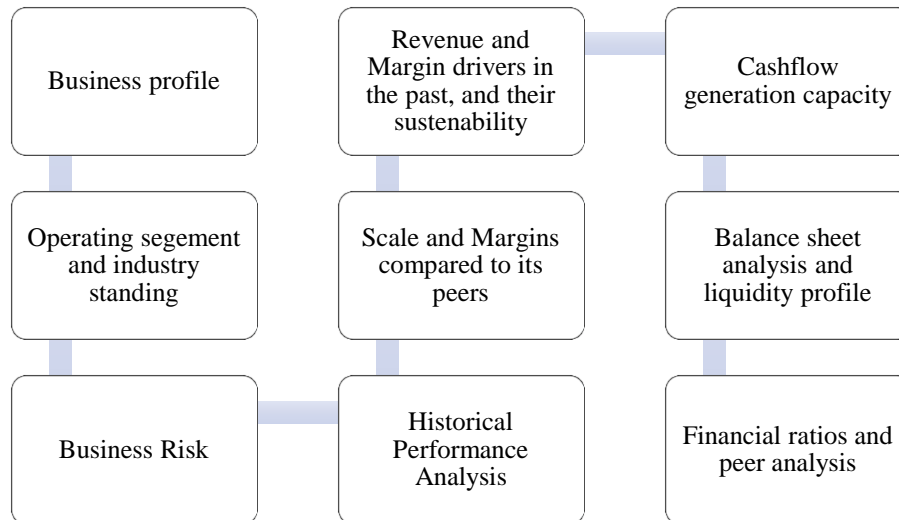 Business profile
Operating segement
and industry
standing
Business Risk
Historical
Performance
Analysis
Scale and Margins
compared to its
peers
Revenue and
Margin drivers in
the past, and their
sustenability
Cashflow
generation capacity
Balance sheet
analysis and
liquidity profile
Financial ratios and
peer analysis